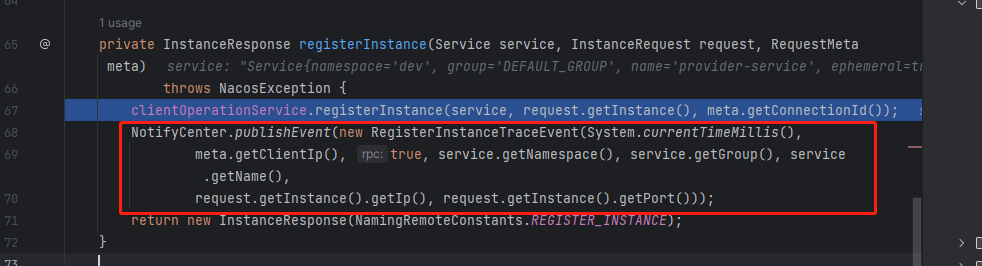 64
1 usage
65 @ private InstanceResponse registerInstance(Service service, InstanceRequest request, RequestMeta
meta) service: "Service{namespace='dev', group='DEFAULT_GROUP', name='provider-service', ephemeral=tr
66 throws NacosException {
67 clientOperationService.registerInstance(service, request.getInstance(), meta.getConnectionId()); s
68 NotifyCenter.publishEvent(new RegisterInstanceTraceEvent(System.currentTimeMillis(),
69 meta.getClientIp(), rpc: true, service.getNamespace(), service.getGroup(), service
.getName(),
70 request.getInstance().getIp(), request.getInstance().getPort()));
71 return new InstanceResponse(NamingRemoteConstants.REGISTER_INSTANCE);
72 }
73